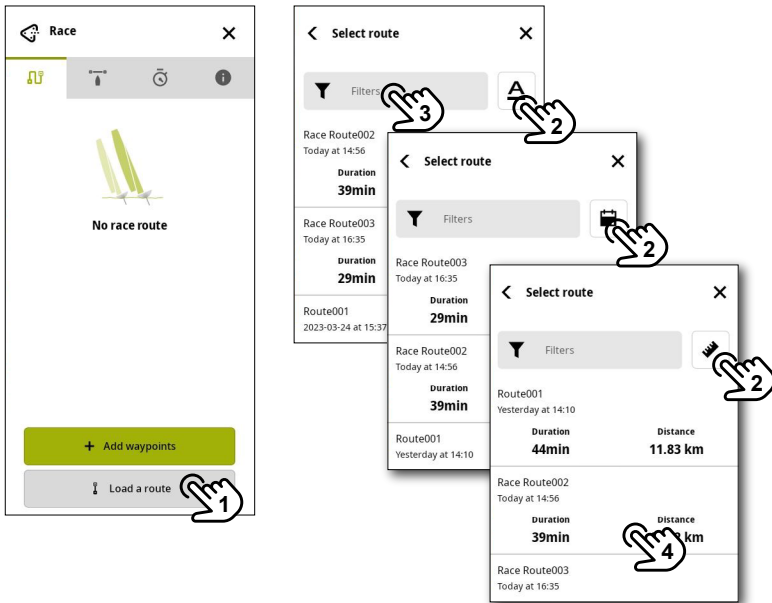 Race
No race route
+ Add waypoints
Load a route
1
Select route
Filters
3
A
2
Race Route002
Today at 14:56
Duration
39min
Race Route003
Today at 16:35
Duration
29min
Route001
2023-03-24 at 15:37
Select route
Filters
2
Race Route003
Today at 16:35
Duration
29min
Race Route002
Today at 14:56
Duration
39min
Route001
Yesterday at 14:10
Select route
Filters
2
Route001
Yesterday at 14:10
Duration Distance
44min 11.83 km
Race Route002
Today at 14:56
Duration Distance
39min km
4
Race Route003
Today at 16:35